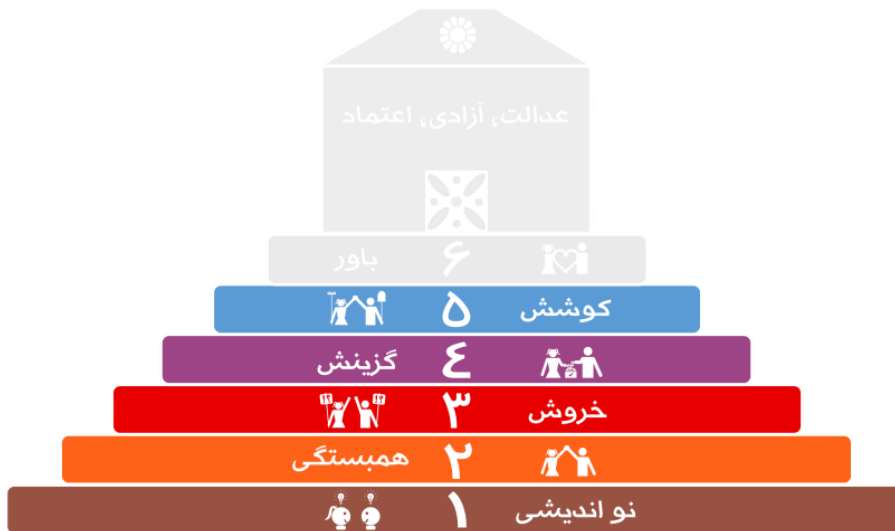 عدالت، آزادی، اعتماد
۶ باور
کوشش ۵
٤ گزینش
خروش ۳
۲ همبستگی
نو اندیشی ۱